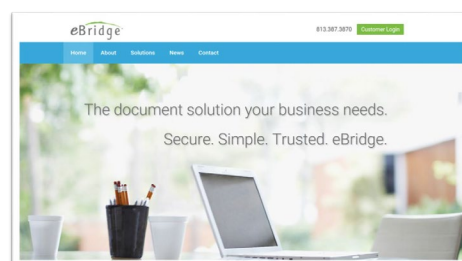 eBridge
813.387.3870 Customer Login
Home About Solutions News Contact
The document solution your business needs.
Secure. Simple. Trusted. eBridge.